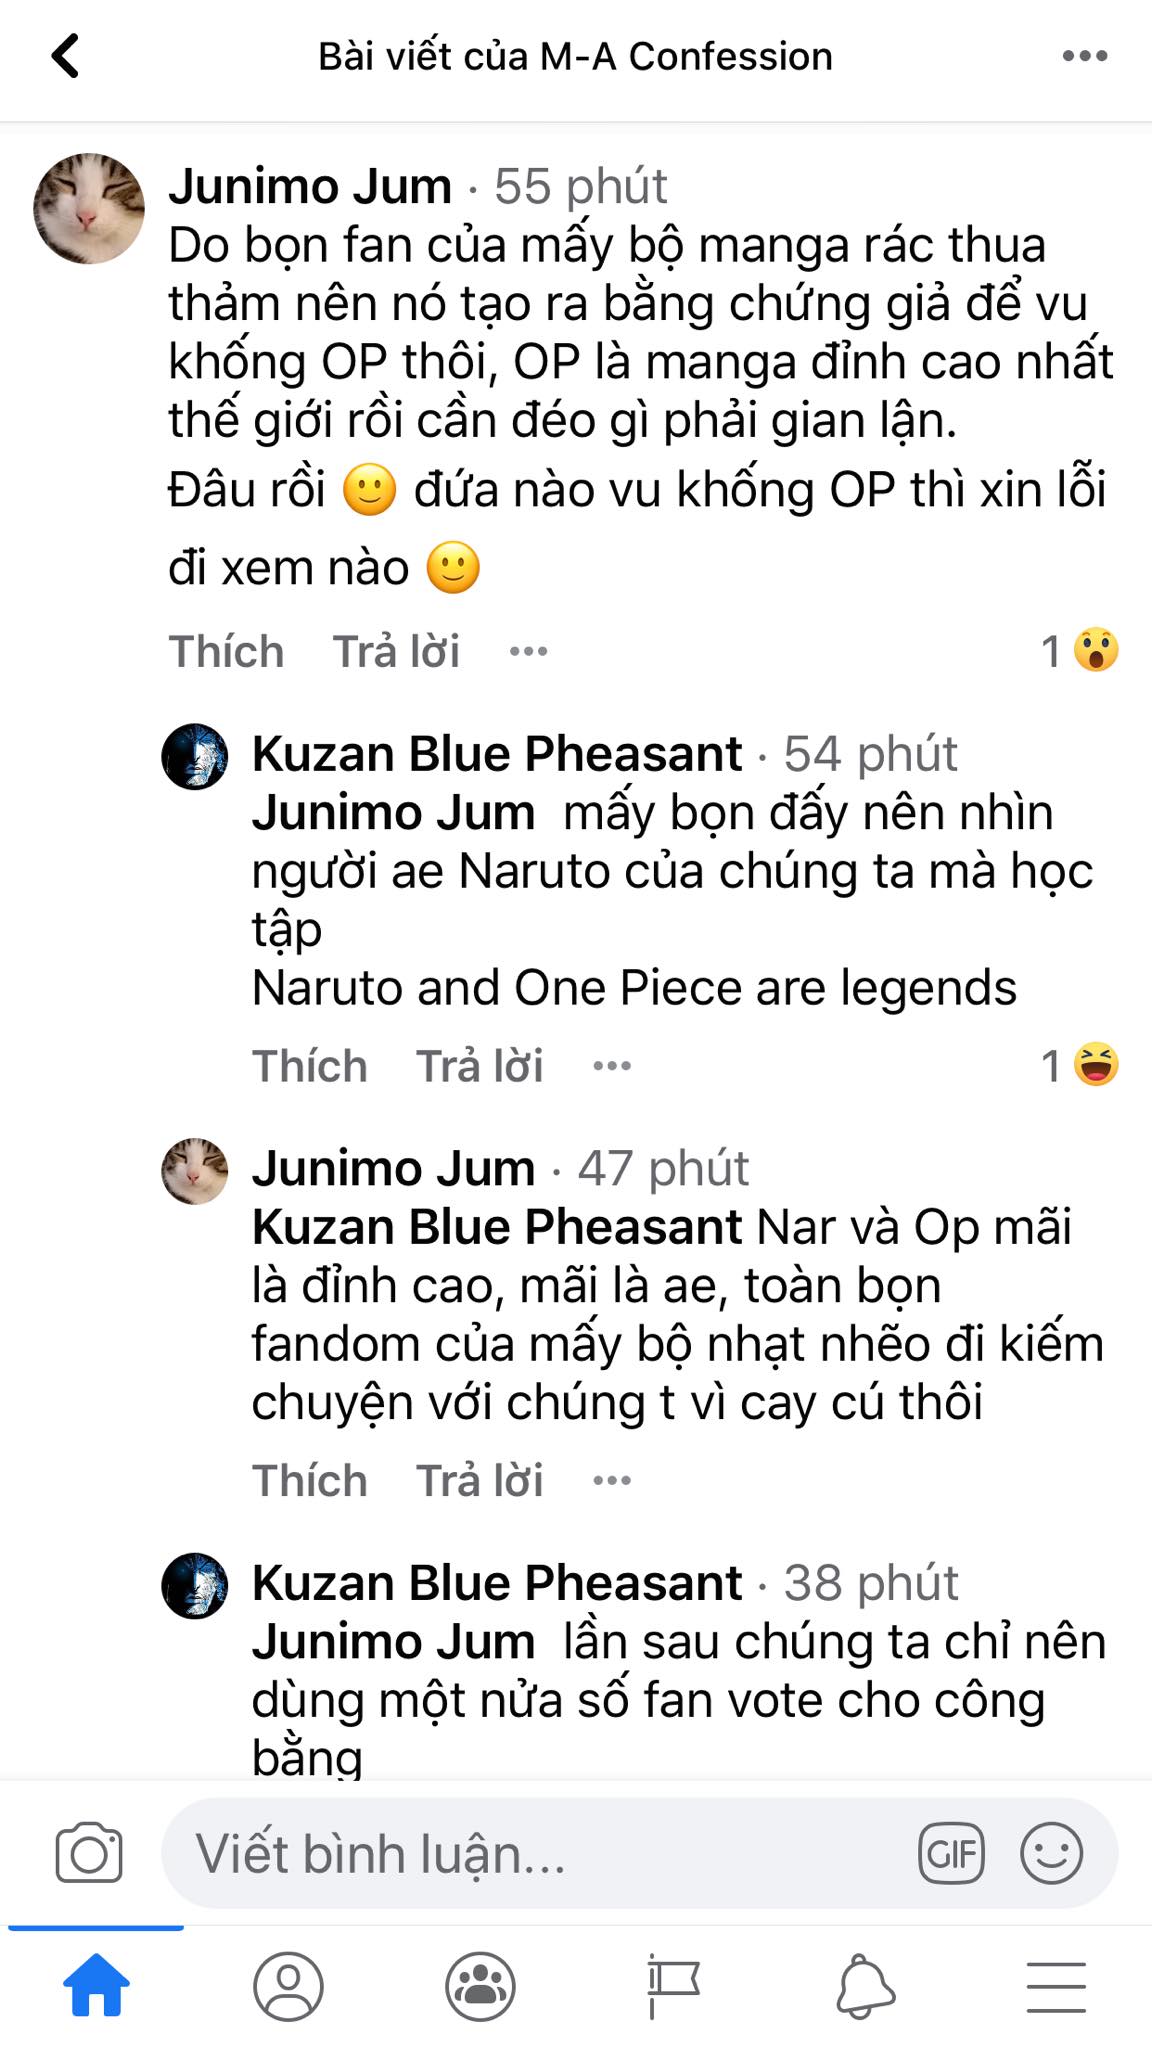 Bài viết của M-A Confession
Junimo Jum · 55 phút
Do bọn fan của mấy bộ manga rác thua
thảm nên nó tạo ra bằng chứng giả để vu
khống OP thôi, OP là manga đỉnh cao nhất
thế giới rồi cần đéo gì phải gian lận.
Đâu rồi 🙂 đứa nào vu khống OP thì xin lỗi
đi xem nào 🙂
Thích Trả lời ... 1 😮
Kuzan Blue Pheasant · 54 phút
Junimo Jum mấy bọn đấy nên nhìn
người ae Naruto của chúng ta mà học
tập
Naruto and One Piece are legends
Thích Trả lời ... 1 😆
Junimo Jum · 47 phút
Kuzan Blue Pheasant Nar và Op mãi
là đỉnh cao, mãi là ae, toàn bọn
fandom của mấy bộ nhạt nhẽo đi kiếm
chuyện với chúng t vì cay cú thôi
Thích Trả lời ...
Kuzan Blue Pheasant · 38 phút
Junimo Jum lần sau chúng ta chỉ nên
dùng một nửa số fan vote cho công
bằng
Viết bình luận... GIF